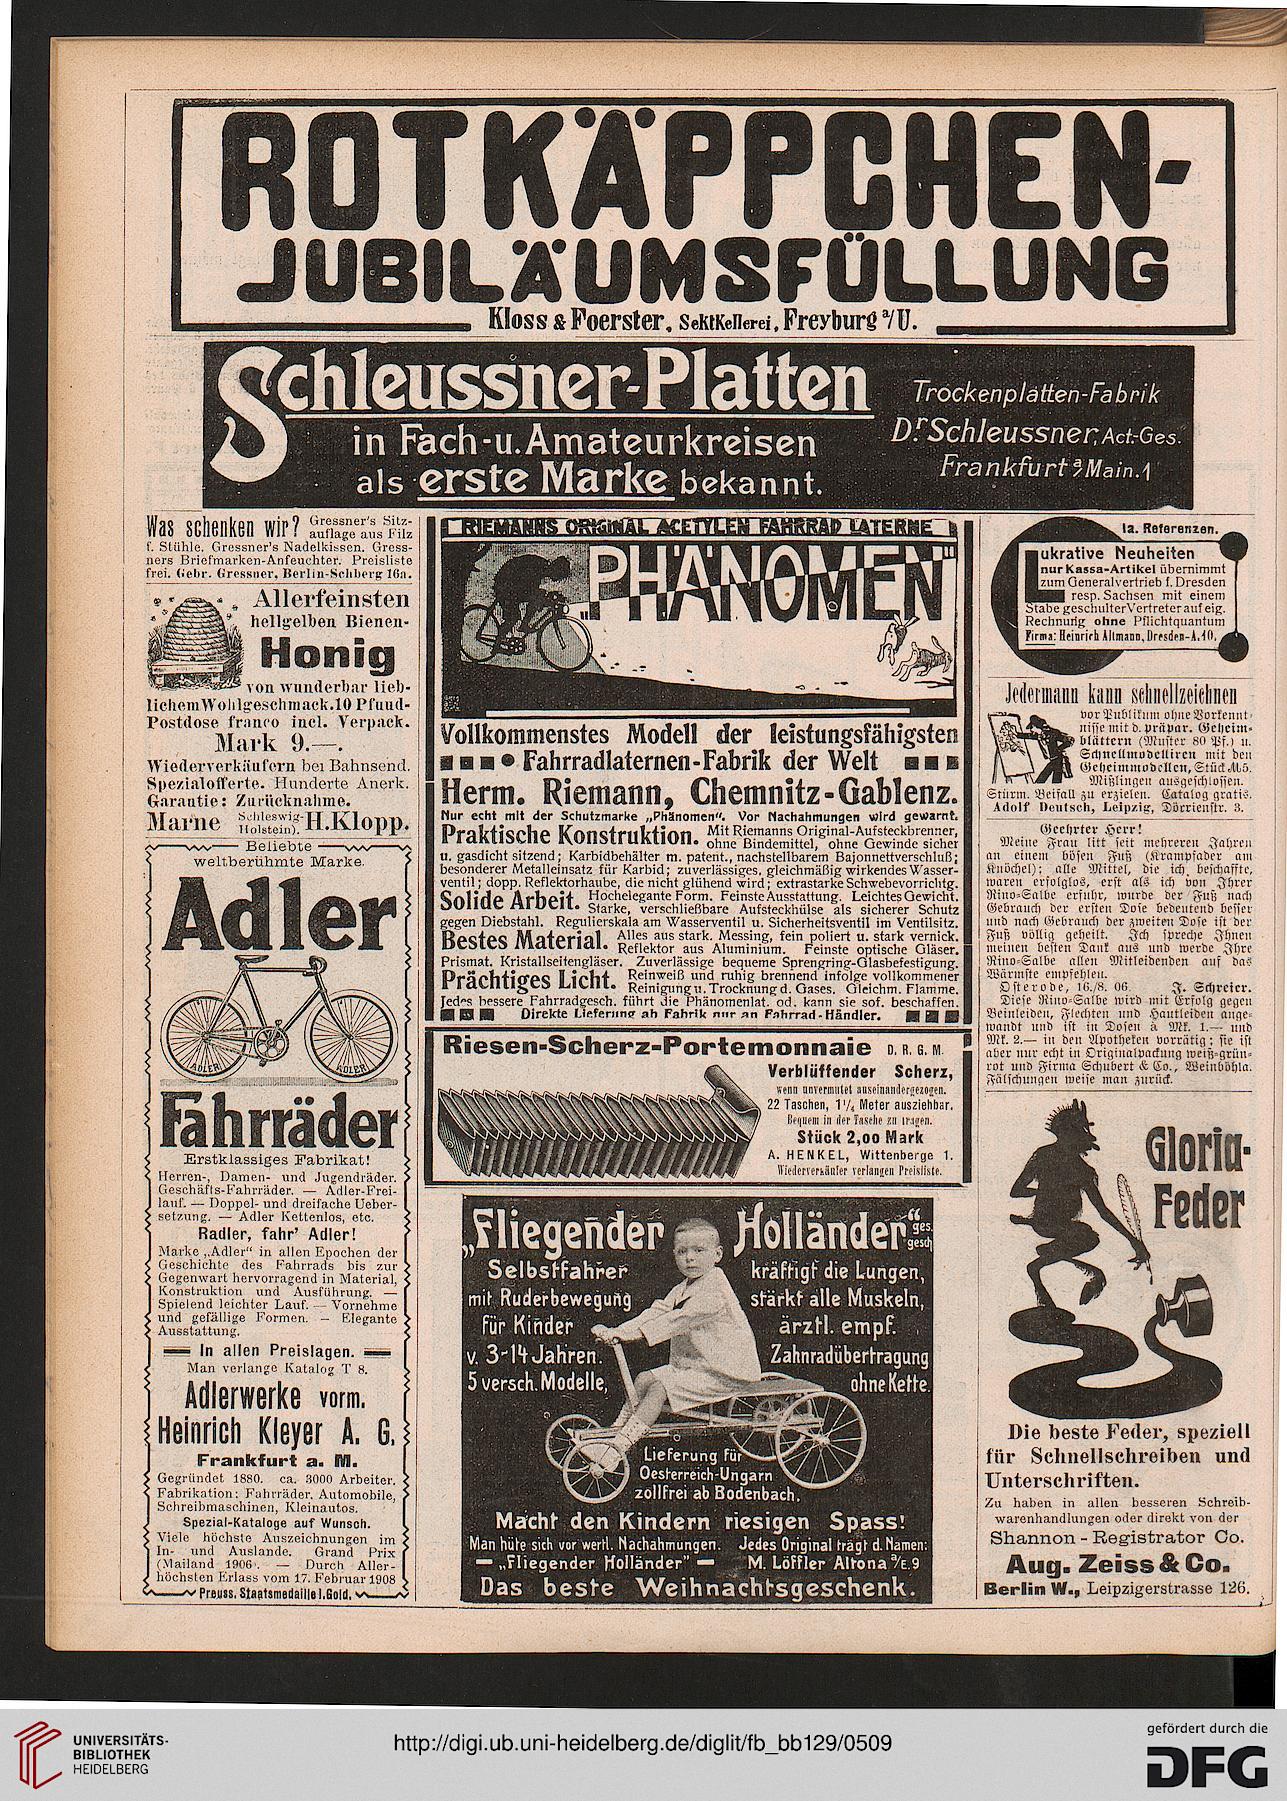 ROTKÄPPCHEN-
JUBILÄUMSFÜLLUNG
Kloss & Foerster, Sektkellerei, Freyburg a/U.
Schleussner-Platten
in Fach-u. Amateurkreisen
als erste Marke bekannt.
Trockenplatten-Fabrik
Dr. Schleussner, Act-Ges.
Frankfurt a/Main.1
Was schenken wir? Gressner's Sitz-
auflage aus Filz
f. Stühle. Gressner's Nadelkissen. Gress-
ners Briefmarken-Anfeuchter. Preisliste
frei. Gebr. Gressner, Berlin-Schberg 16a.
Allerfeinsten
hellgelben Bienen-
Honig
von wunderbar lieb-
lichem Wohlgeschmack. 10 Pfund-
Postdose franco incl. Verpack.
Mark 9.—.
Wiederverkäufern bei Bahnsend.
Spezialofferte. Hunderte Anerk.
Garantie: Zurücknahme.
Marne Schleswig-
Holstein). H. Klopp.
Beliebte
weltberühmte Marke.
Adler
ADLER
ADLER
Fahrräder
Erstklassiges Fabrikat!
Herren-, Damen- und Jugendräder.
Geschäfts-Fahrräder. — Adler-Frei-
lauf. — Doppel- und dreifache Ueber-
setzung. — Adler Kettenlos, etc.
Radler, fahr' Adler!
Marke „Adler" in allen Epochen der
Geschichte des Fahrrads bis zur
Gegenwart hervorragend in Material,
Konstruktion und Ausführung. —
Spielend leichter Lauf. — Vornehme
und gefällige Formen. — Elegante
Ausstattung.
In allen Preislagen.
Man verlange Katalog T 8.
Adlerwerke vorm.
Heinrich Kleyer A. G.
Frankfurt a. M.
Gegründet 1880. ca. 3000 Arbeiter.
Fabrikation: Fahrräder, Automobile,
Schreibmaschinen, Kleinautos.
Spezial-Kataloge auf Wunsch.
Viele höchste Auszeichnungen im
In- und Auslande. Grand Prix
(Mailand 1906). — Durch Aller-
höchsten Erlass vom 17. Februar 1908
Preuss. Staatsmedaille i. Gold.
RIEMANNS ORIGINAL ACETYLEN FAHRRAD LATERNE
„PHÄNOMEN"
Vollkommenstes Modell der leistungsfähigsten
Fahrradlaternen-Fabrik der Welt
Herm. Riemann, Chemnitz-Gablenz.
Nur echt mit der Schutzmarke „Phänomen". Vor Nachahmungen wird gewarnt.
Praktische Konstruktion. Mit Riemanns Original-Aufsteckbrenner,
ohne Bindemittel, ohne Gewinde sicher
u. gasdicht sitzend; Karbidbehälter m. patent., nachstellbarem Bajonnettverschluß;
besonderer Metalleinsatz für Karbid; zuverlässiges, gleichmäßig wirkendes Wasser-
ventil; dopp. Reflektorhaube, die nicht glühend wird; extrastarke Schwebevorrichtg.
Solide Arbeit. Hochelegante Form. Feinste Ausstattung. Leichtes Gewicht.
Starke, verschließbare Aufsteckhülse als sicherer Schutz
gegen Diebstahl. Regulierskala am Wasserventil u. Sicherheitsventil im Ventilsitz.
Bestes Material. Alles aus stark. Messing, fein poliert u. stark vernick.
Reflektor aus Aluminium. Feinste optische Gläser.
Prismat. Kristallseitengläser. Zuverlässige bequeme Sprengring-Glasbefestigung.
Prächtiges Licht. Reinweiß und ruhig brennend infolge vollkommener
Reinigung u. Trocknung d. Gases. Gleichm. Flamme.
Jedes bessere Fahrradgesch. führt die Phänomenlat. od. kann sie sof. beschaffen.
Direkte Lieferung ab Fabrik nur an Fahrrad-Händler.
Riesen-Scherz-Portemonnaie D. R. G. M.
Verblüffender Scherz,
wenn unvermutet auseinandergezogen.
22 Taschen, 1¼ Meter ausziehbar.
Bequem in der Tasche zu tragen.
Stück 2,00 Mark
A. HENKEL, Wittenberge 1.
Wiederverkäufer verlangen Preisliste.
„Fliegender Holländer" ges.
gesch
Selbstfahrer
mit Ruderbewegung
für Kinder
v. 3-14 Jahren.
5 versch. Modelle,
kräftigt die Lungen,
stärkt alle Muskeln,
ärztl. empf.
Zahnradübertragung
ohne Kette.
Lieferung für
Oesterreich-Ungarn
zollfrei ab Bodenbach.
Macht den Kindern riesigen Spass!
Man hüte sich vor wertl. Nachahmungen. Jedes Original trägt d. Namen:
— „Fliegender Holländer" — M. Löffler Altona a/E. 9
Das beste Weihnachtsgeschenk.
Ia. Referenzen.
Lukrative Neuheiten
nur Kassa-Artikel übernimmt
zum Generalvertrieb f. Dresden
resp. Sachsen mit einem
Stabe geschulter Vertreter auf eig.
Rechnung ohne Pflichtquantum
Firma: Heinrich Altmann, Dresden-A.10.
Jedermann kann schnellzeichnen
vor Publikum ohne Vorkennt-
nisse mit d. präpar. Geheim-
blättern (Muster 80 Pf.) u.
Schnellmodelliren mit den
Geheimmodellen, Stück M5.
Mißlingen ausgeschlossen.
Stürm. Beifall zu erzielen. Catalog gratis.
Adolf Deutsch, Leipzig, Dörrienstr. 3.
Geehrter Herr!
Meine Frau litt seit mehreren Jahren
an einem bösen Fuß (Krampfader am
Knöchel); alle Mittel, die ich beschaffte,
waren erfolglos, erst als ich von Ihrer
Rino-Salbe erfuhr, wurde der Fuß nach
Gebrauch der ersten Dose bedeutend besser
und nach Gebrauch der zweiten Dose ist der
Fuß völlig geheilt. Ich spreche Ihnen
meinen besten Dank aus und werde Ihre
Rino-Salbe allen Mitleidenden auf das
Wärmste empfehlen.
Osterode, 16./8. 06. J. Schreier.
Diese Rino-Salbe wird mit Erfolg gegen
Beinleiden, Flechten und Hautleiden ange-
wandt und ist in Dosen à Mk. 1.— und
Mk. 2.— in den Apotheken vorrätig; sie ist
aber nur echt in Originalpackung weiß-grün-
rot und Firma Schubert & Co., Weinböhla.
Fälschungen weise man zurück.
Gloria-
Feder
Die beste Feder, speziell
für Schnellschreiben und
Unterschriften.
Zu haben in allen besseren Schreib-
warenhandlungen oder direkt von der
Shannon-Registrator Co.
Aug. Zeiss & Co.
Berlin W., Leipzigerstrasse 126.
UNIVERSITÄTS-
BIBLIOTHEK
HEIDELBERG
http://digi.ub.uni-heidelberg.de/diglit/fb_bb129/0509
gefördert durch die
DFG